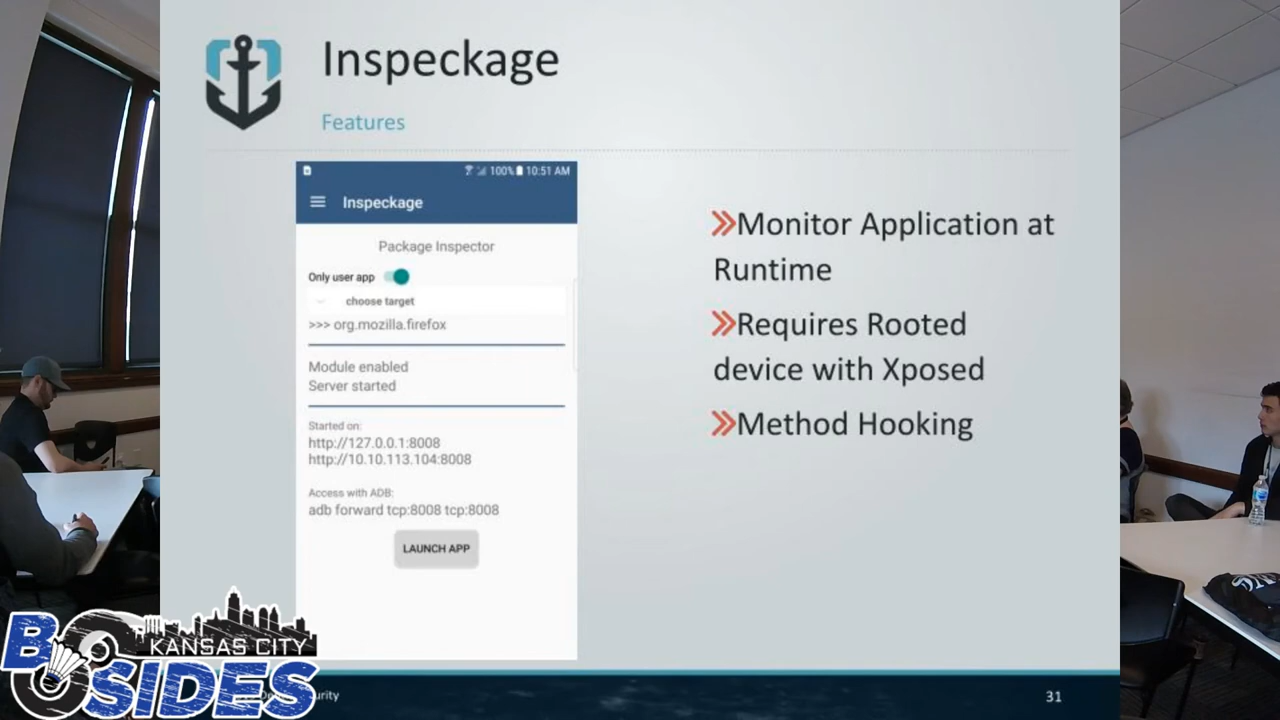 Inspeckage
Features
100% 10:51 AM
Inspeckage
Package Inspector
Only user app
choose target
>>> org.mozilla.firefox
Module enabled
Server started
Started on:
http://127.0.0.1:8008
http://10.10.113.104:8008
Access with ADB:
adb forward tcp:8008 tcp:8008
LAUNCH APP
Monitor Application at
Runtime
Requires Rooted
device with Xposed
Method Hooking
KANSAS CITY
BSIDES
31